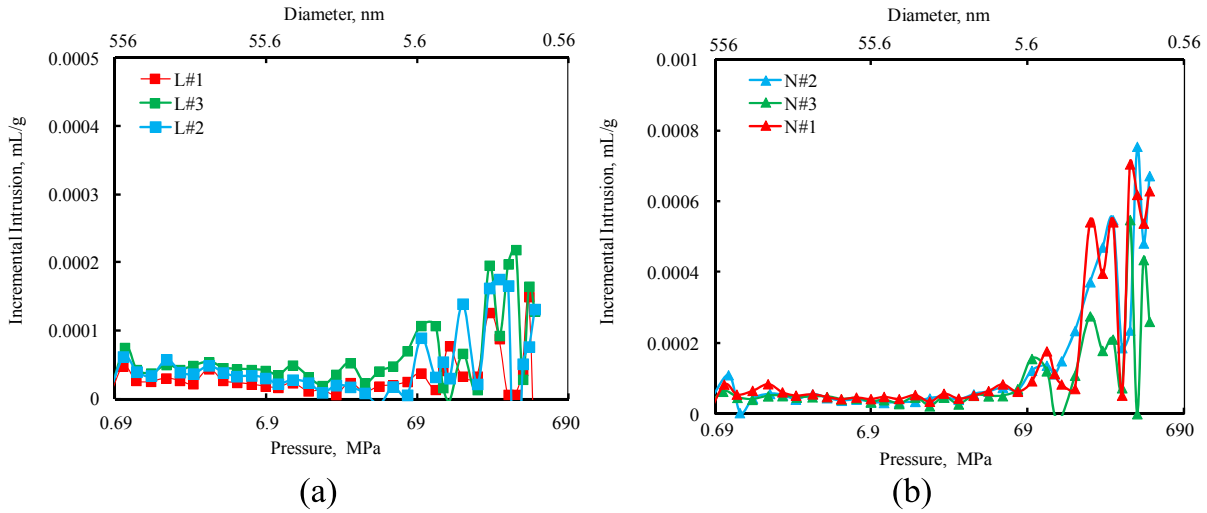 Diameter, nm
556 55.6 5.6 0.56
0.0005
0.0004
0.0003
0.0002
0.0001
0
Incremental Intrusion, mL/g
L#1
L#3
L#2
0.69 6.9 69 690
Pressure, MPa
(a)
Diameter, nm
556 55.6 5.6 0.56
0.001
0.0008
0.0006
0.0004
0.0002
0
Incremental Intrusion, mL/g
N#2
N#3
N#1
0.69 6.9 69 690
Pressure, MPa
(b)